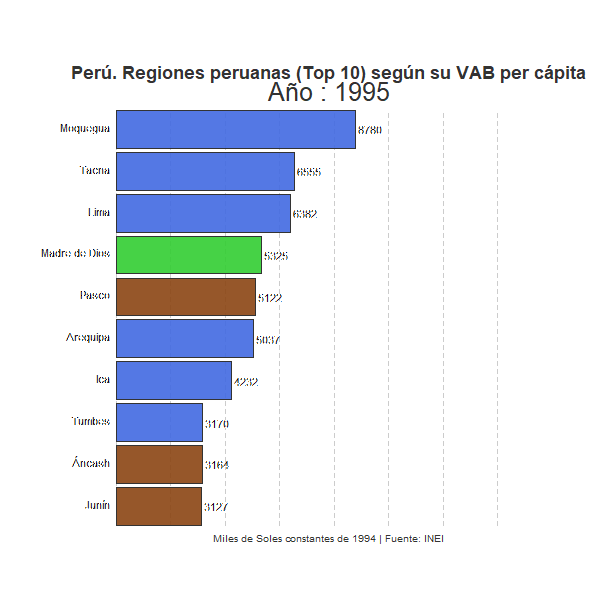 Perú. Regiones peruanas (Top 10) según su VAB per cápita
Año : 1995
Moquegua 8780
Tacna 6555
Lima 6382
Madre de Dios 5325
Pasco 5122
Arequipa 5037
Ica 4232
Tumbes 3170
Áncash 3164
Junín 3127
Miles de Soles constantes de 1994 | Fuente: INEI